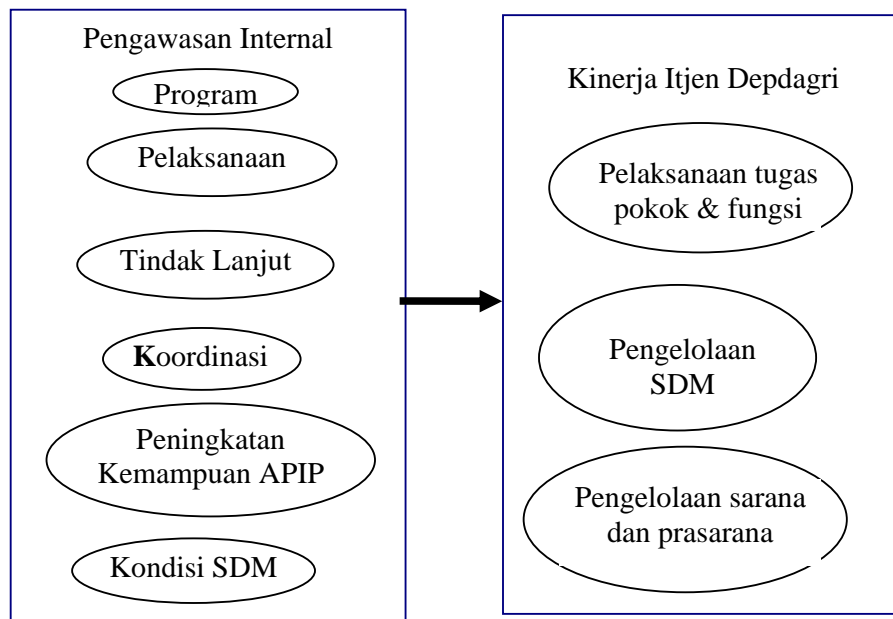 Pengawasan Internal
Program
Pelaksanaan
Tindak Lanjut
Koordinasi
Peningkatan
Kemampuan APIP
Kondisi SDM
Kinerja Itjen Depdagri
Pelaksanaan tugas
pokok & fungsi
Pengelolaan
SDM
Pengelolaan sarana
dan prasarana